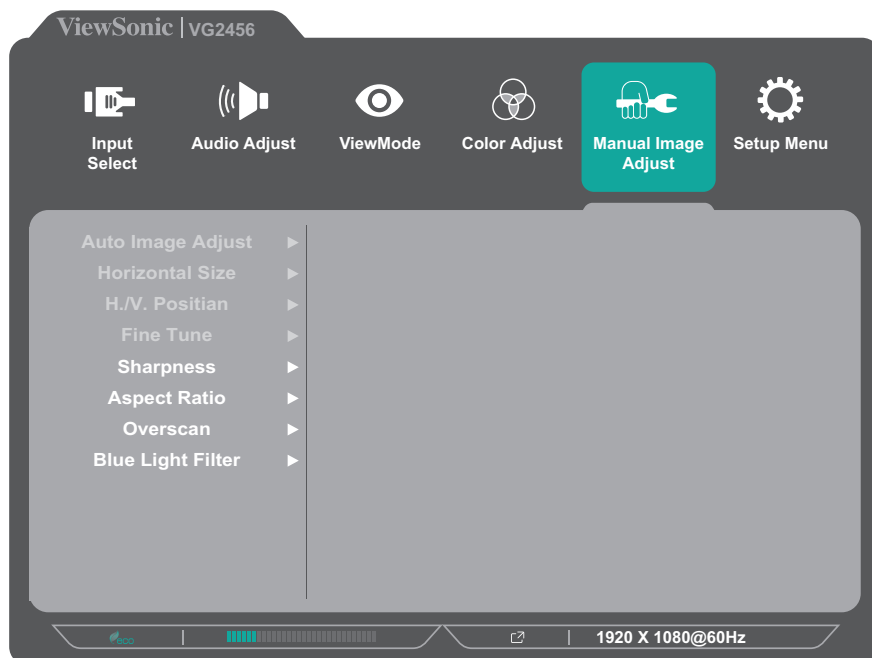 ViewSonic | VG2456
Input
Select
Audio Adjust
ViewMode
Color Adjust
Manual Image
Adjust
Setup Menu
Auto Image Adjust
Horizontal Size
H./V. Positian
Fine Tune
Sharpness
Aspect Ratio
Overscan
Blue Light Filter
eco
1920 X 1080@60Hz